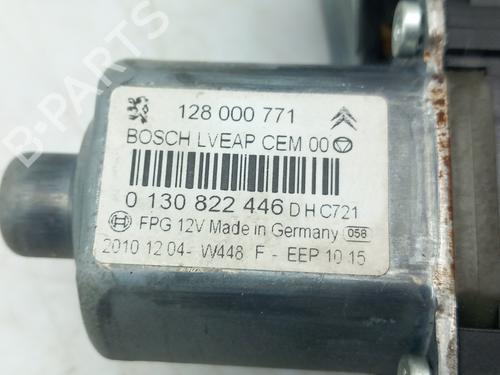 128 000 771
BOSCH LVEAP CEM 00
0 130 822 446 D H C721
FPG 12V Made in Germany 056
2010 12 04- W448 F - EEP 10 15
B-PARTS